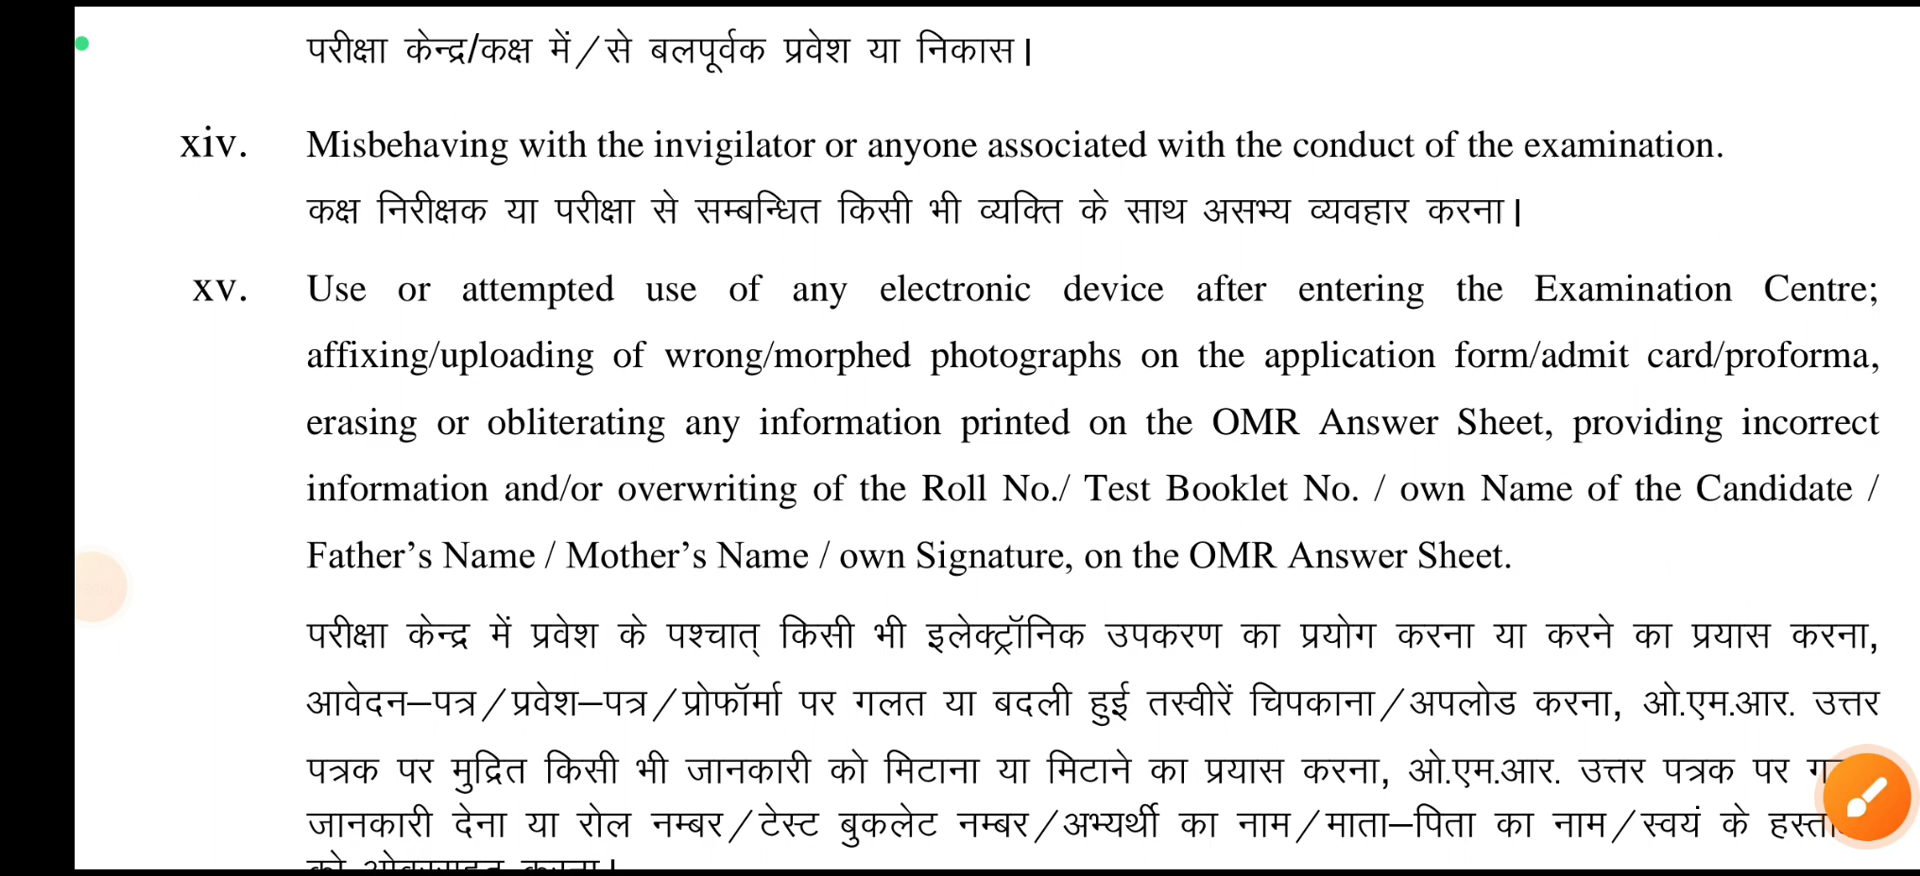 परीक्षा केन्द्र/कक्ष में/से बलपूर्वक प्रवेश या निकास।
xiv. Misbehaving with the invigilator or anyone associated with the conduct of the examination.
कक्ष निरीक्षक या परीक्षा से सम्बन्धित किसी भी व्यक्ति के साथ असभ्य व्यवहार करना।
xv. Use or attempted use of any electronic device after entering the Examination Centre;
affixing/uploading of wrong/morphed photographs on the application form/admit card/proforma,
erasing or obliterating any information printed on the OMR Answer Sheet, providing incorrect
information and/or overwriting of the Roll No./ Test Booklet No. / own Name of the Candidate /
Father’s Name / Mother’s Name / own Signature, on the OMR Answer Sheet.
परीक्षा केन्द्र में प्रवेश के पश्चात् किसी भी इलेक्ट्रॉनिक उपकरण का प्रयोग करना या करने का प्रयास करना,
आवेदन–पत्र/प्रवेश–पत्र/प्रोफॉर्मा पर गलत या बदली हुई तस्वीरें चिपकाना/अपलोड करना, ओ.एम.आर. उत्तर
पत्रक पर मुद्रित किसी भी जानकारी को मिटाना या मिटाने का प्रयास करना, ओ.एम.आर. उत्तर पत्रक पर
जानकारी देना या रोल नम्बर/टेस्ट बुकलेट नम्बर/अभ्यर्थी का नाम/माता–पिता का नाम/स्वयं के